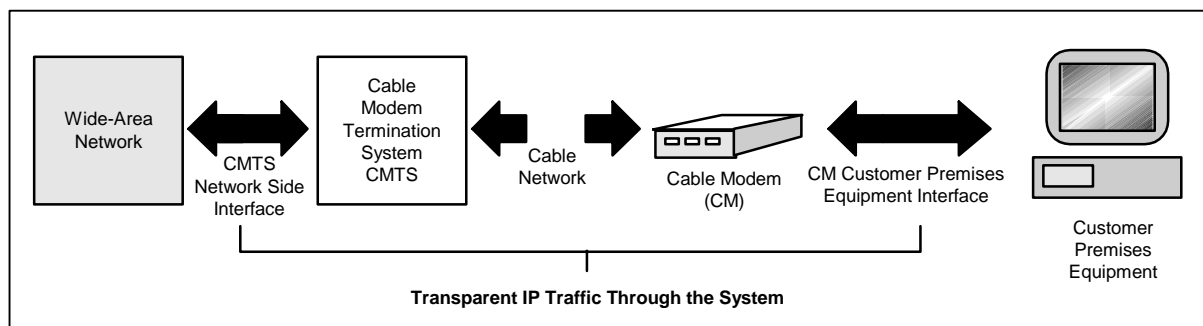 Wide-Area
Network
CMTS
Network Side
Interface
Cable
Modem
Termination
System
CMTS
Cable
Network
Cable Modem
(CM)
CM Customer Premises
Equipment Interface
Customer
Premises
Equipment
Transparent IP Traffic Through the System